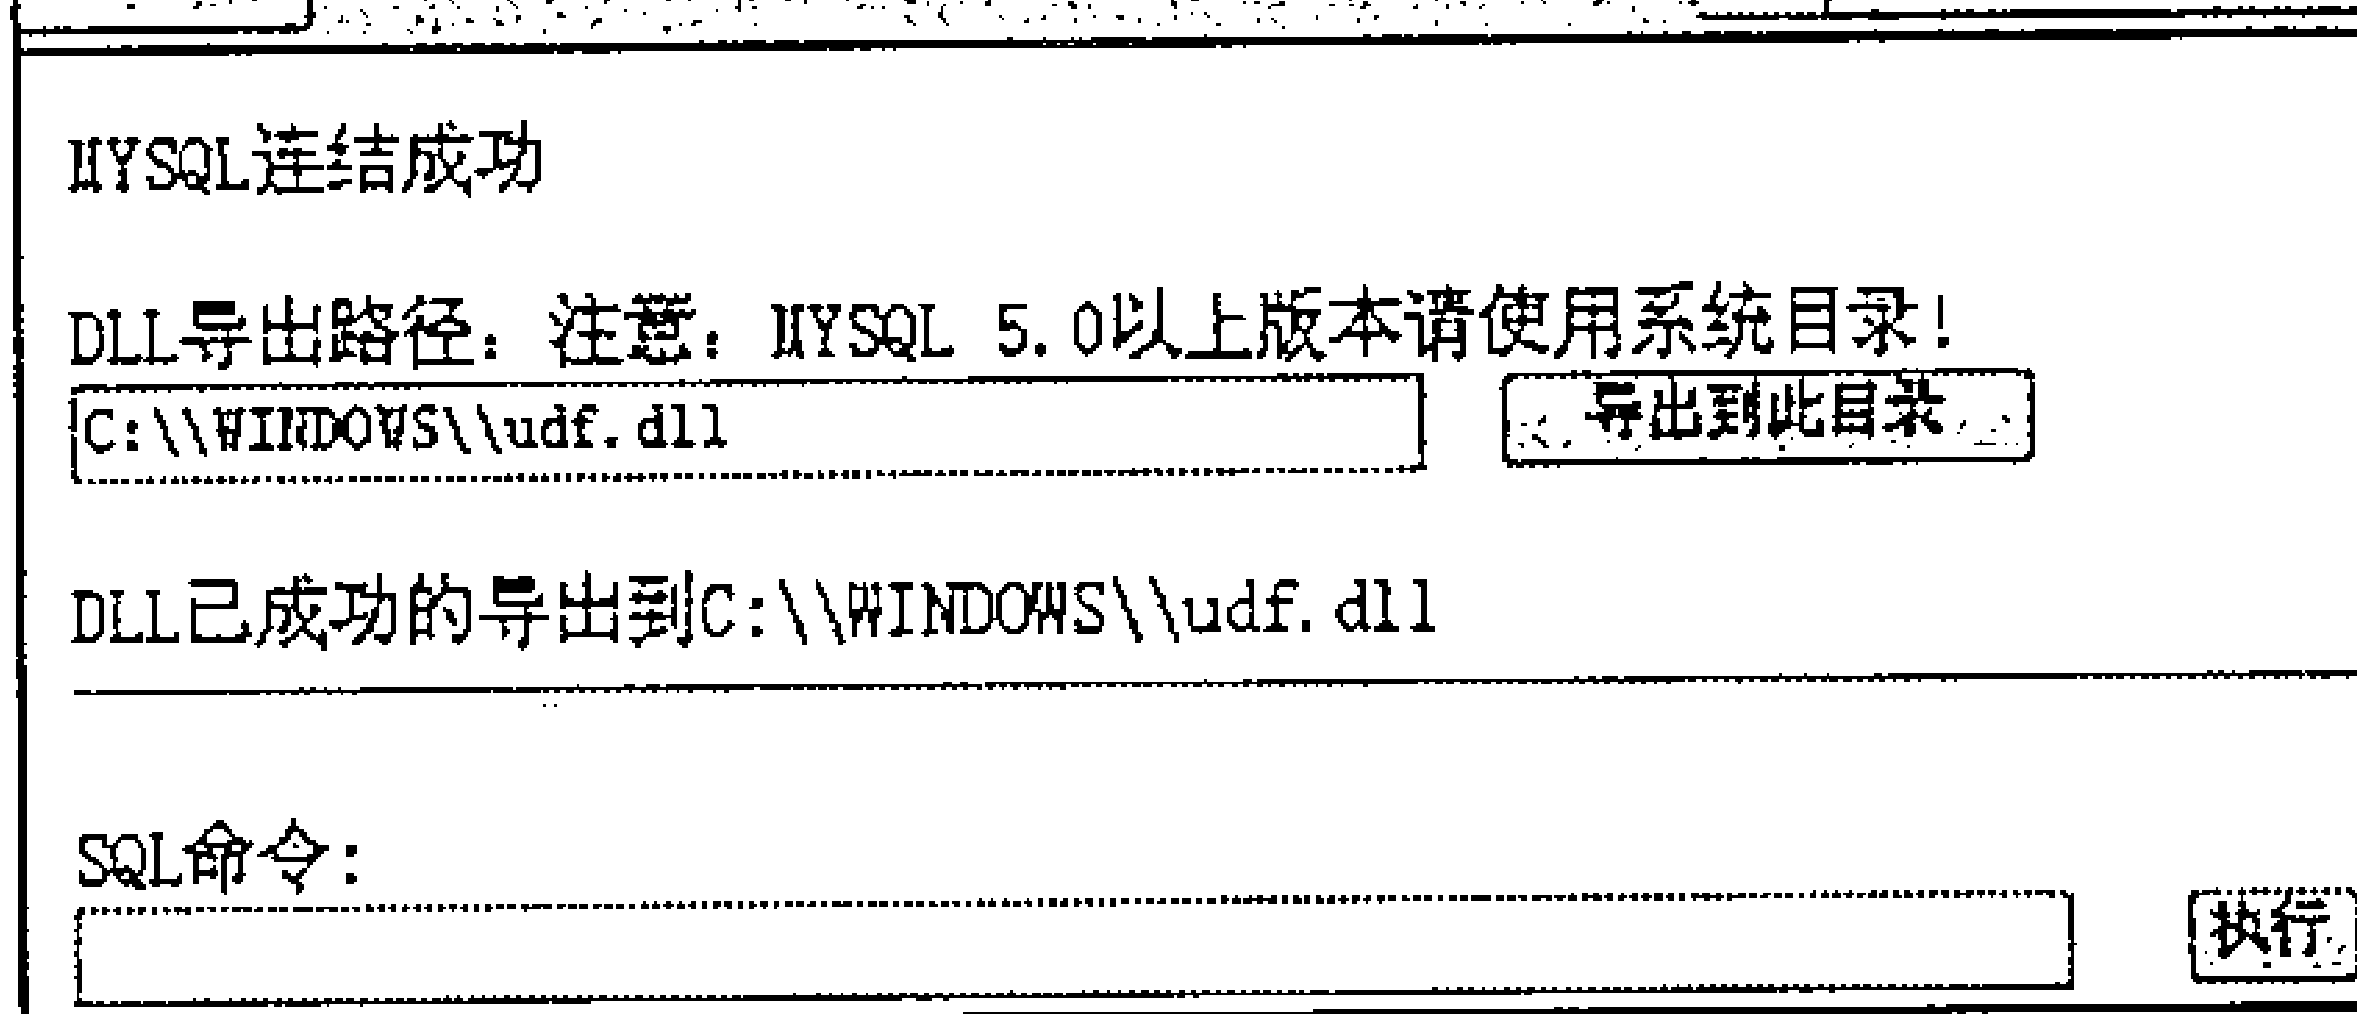 MYSQL连结成功
DLL导出路径：注意：MYSQL 5.0以上版本请使用系统目录!
C:\\WINDOWS\\udf.dll 导出到此目录
DLL已成功的导出到C:\\WINDOWS\\udf.dll
SQL命令:
执行